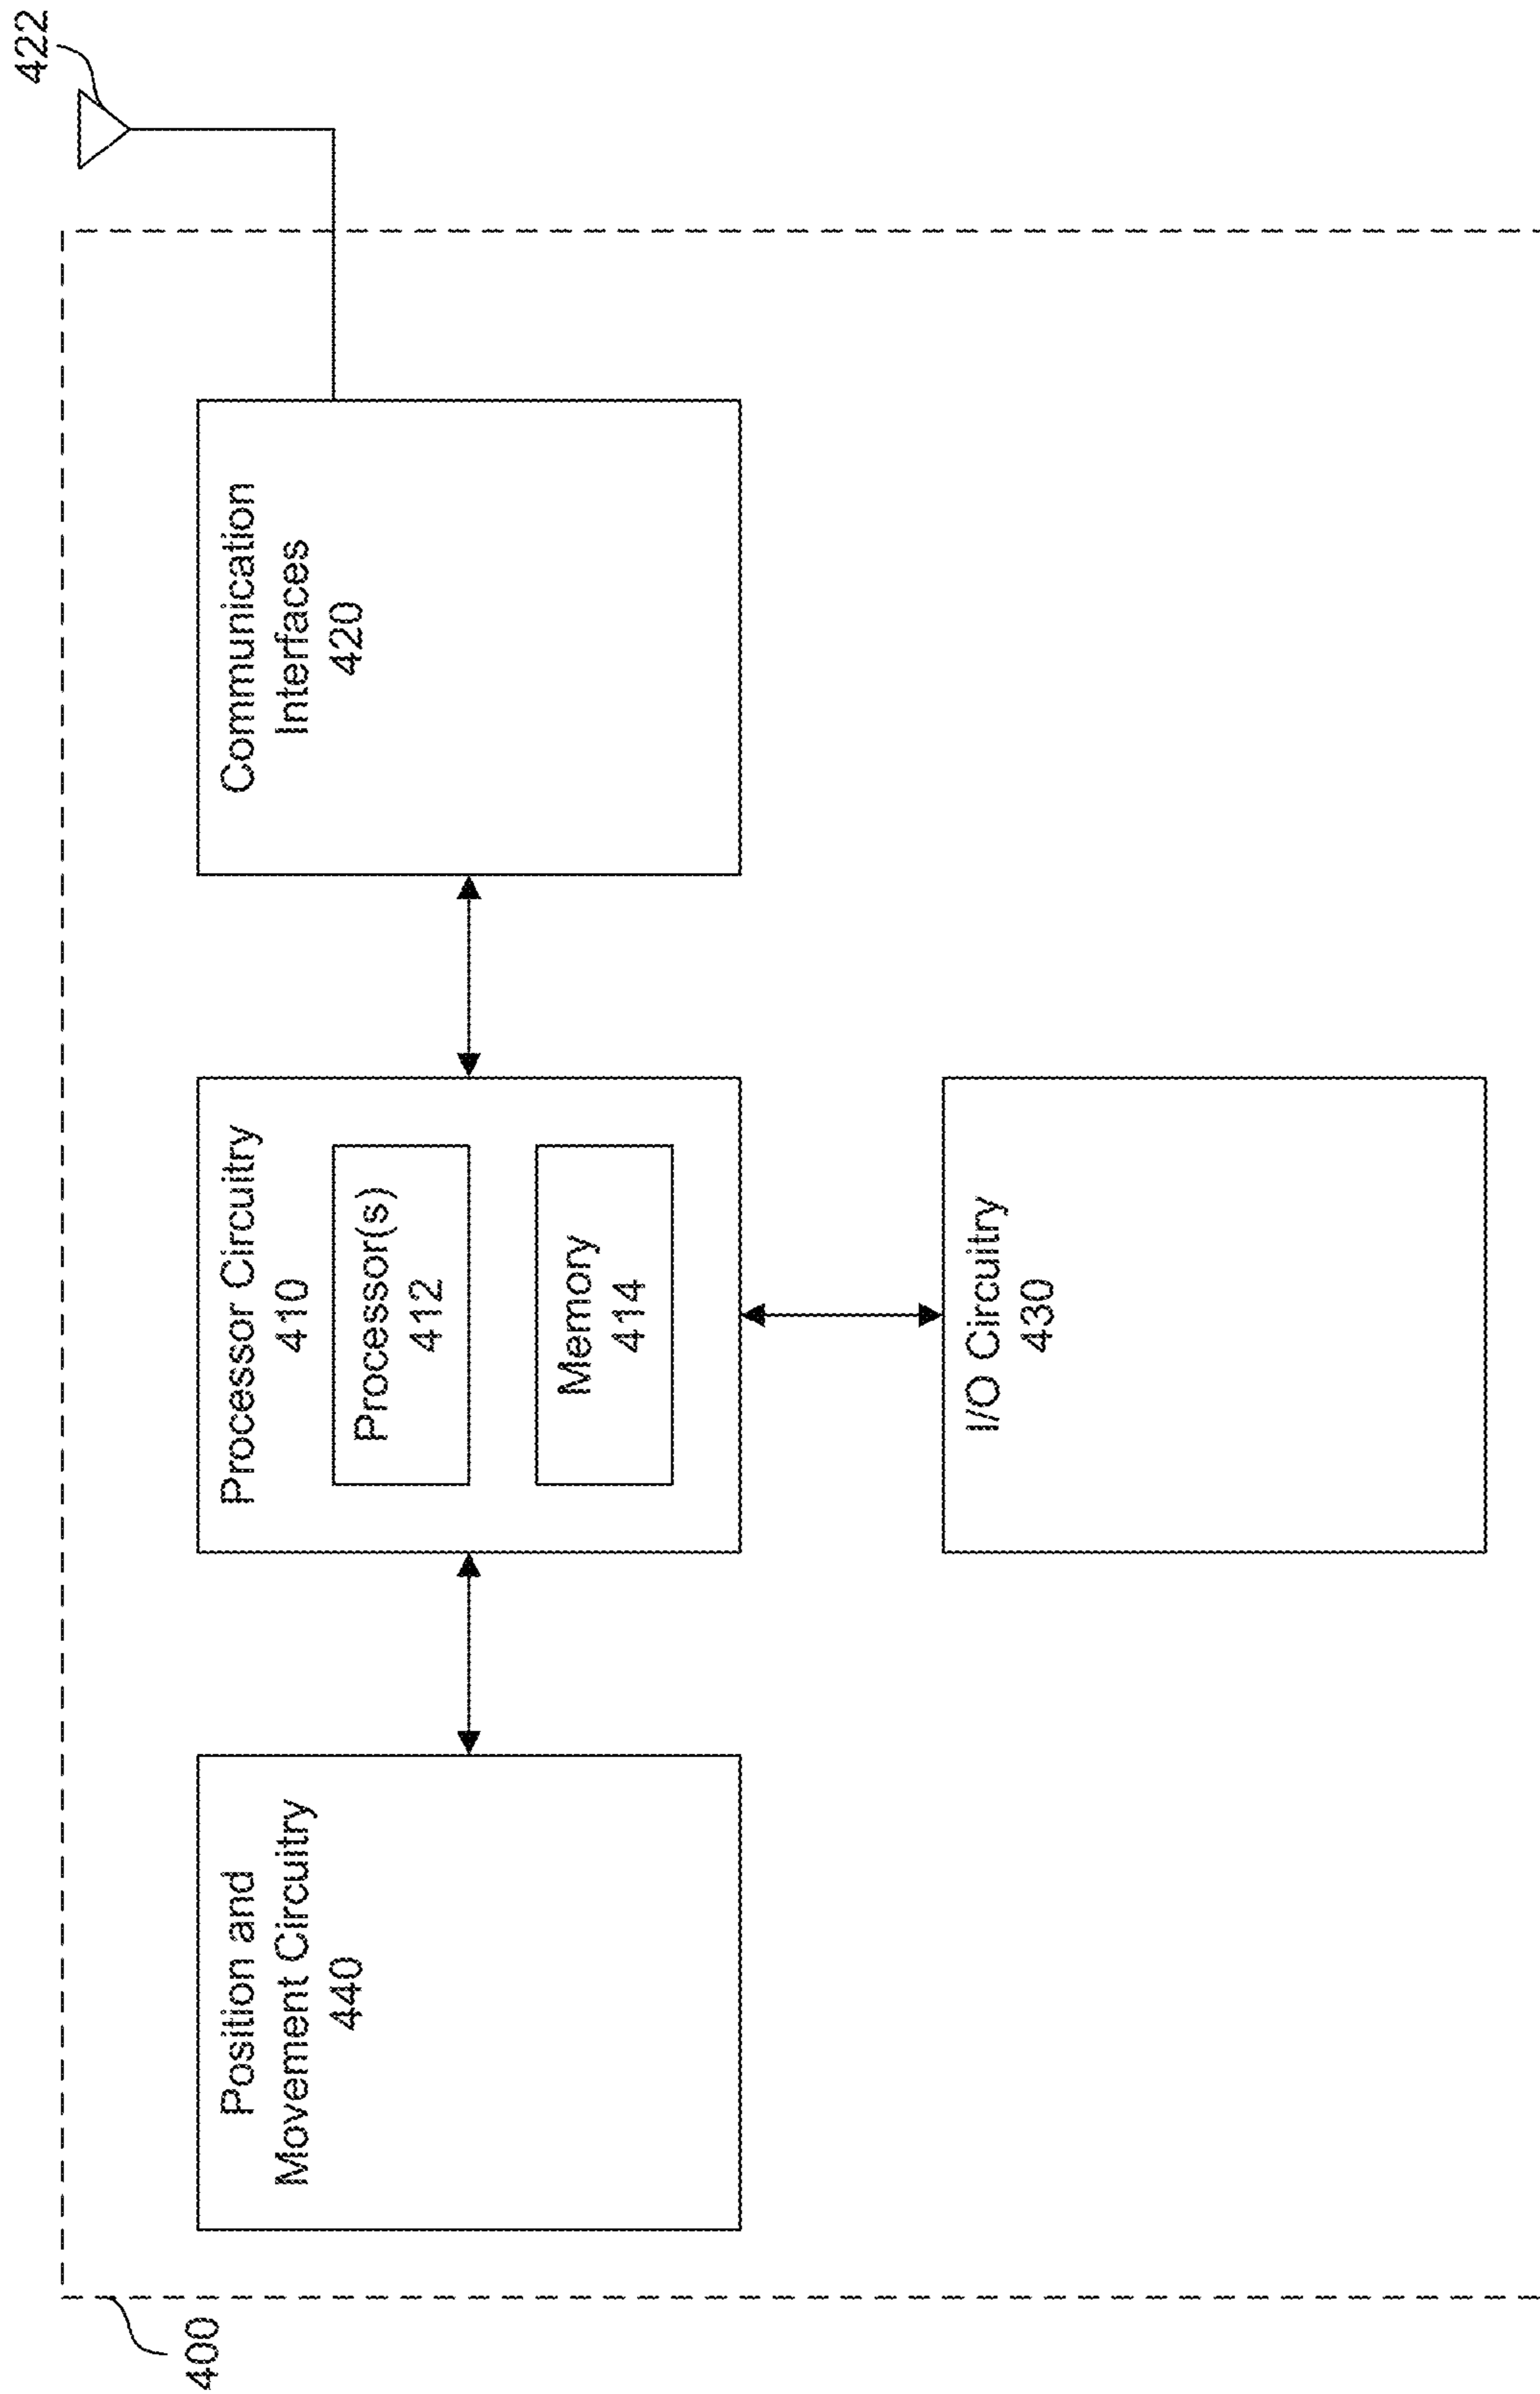 422
400
Position and
Movement Circuitry
440
Processor Circuitry
410
Processor(s)
412
Memory
414
Communication
Interfaces
420
I/O Circuitry
430